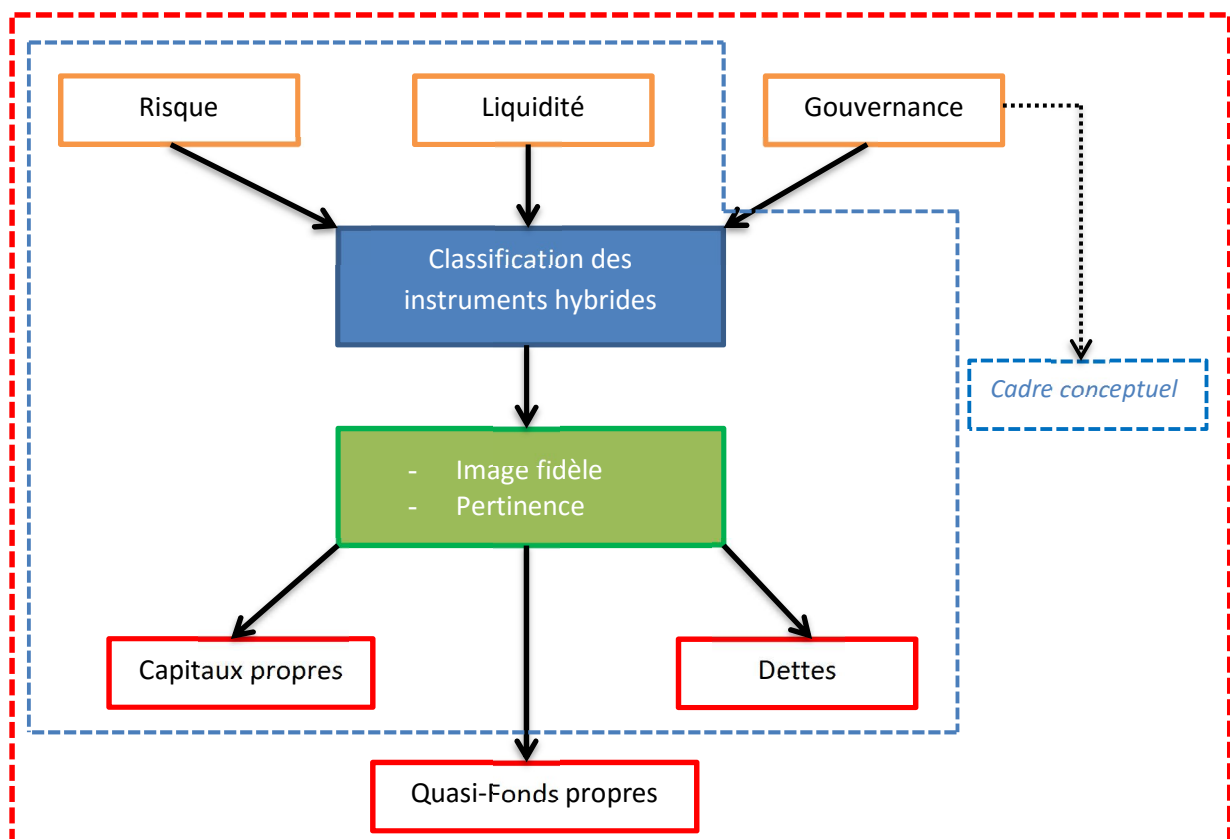 Risque
Liquidité
Gouvernance
Classification des
instruments hybrides
Cadre conceptuel
- Image fidèle
- Pertinence
Capitaux propres
Dettes
Quasi-Fonds propres